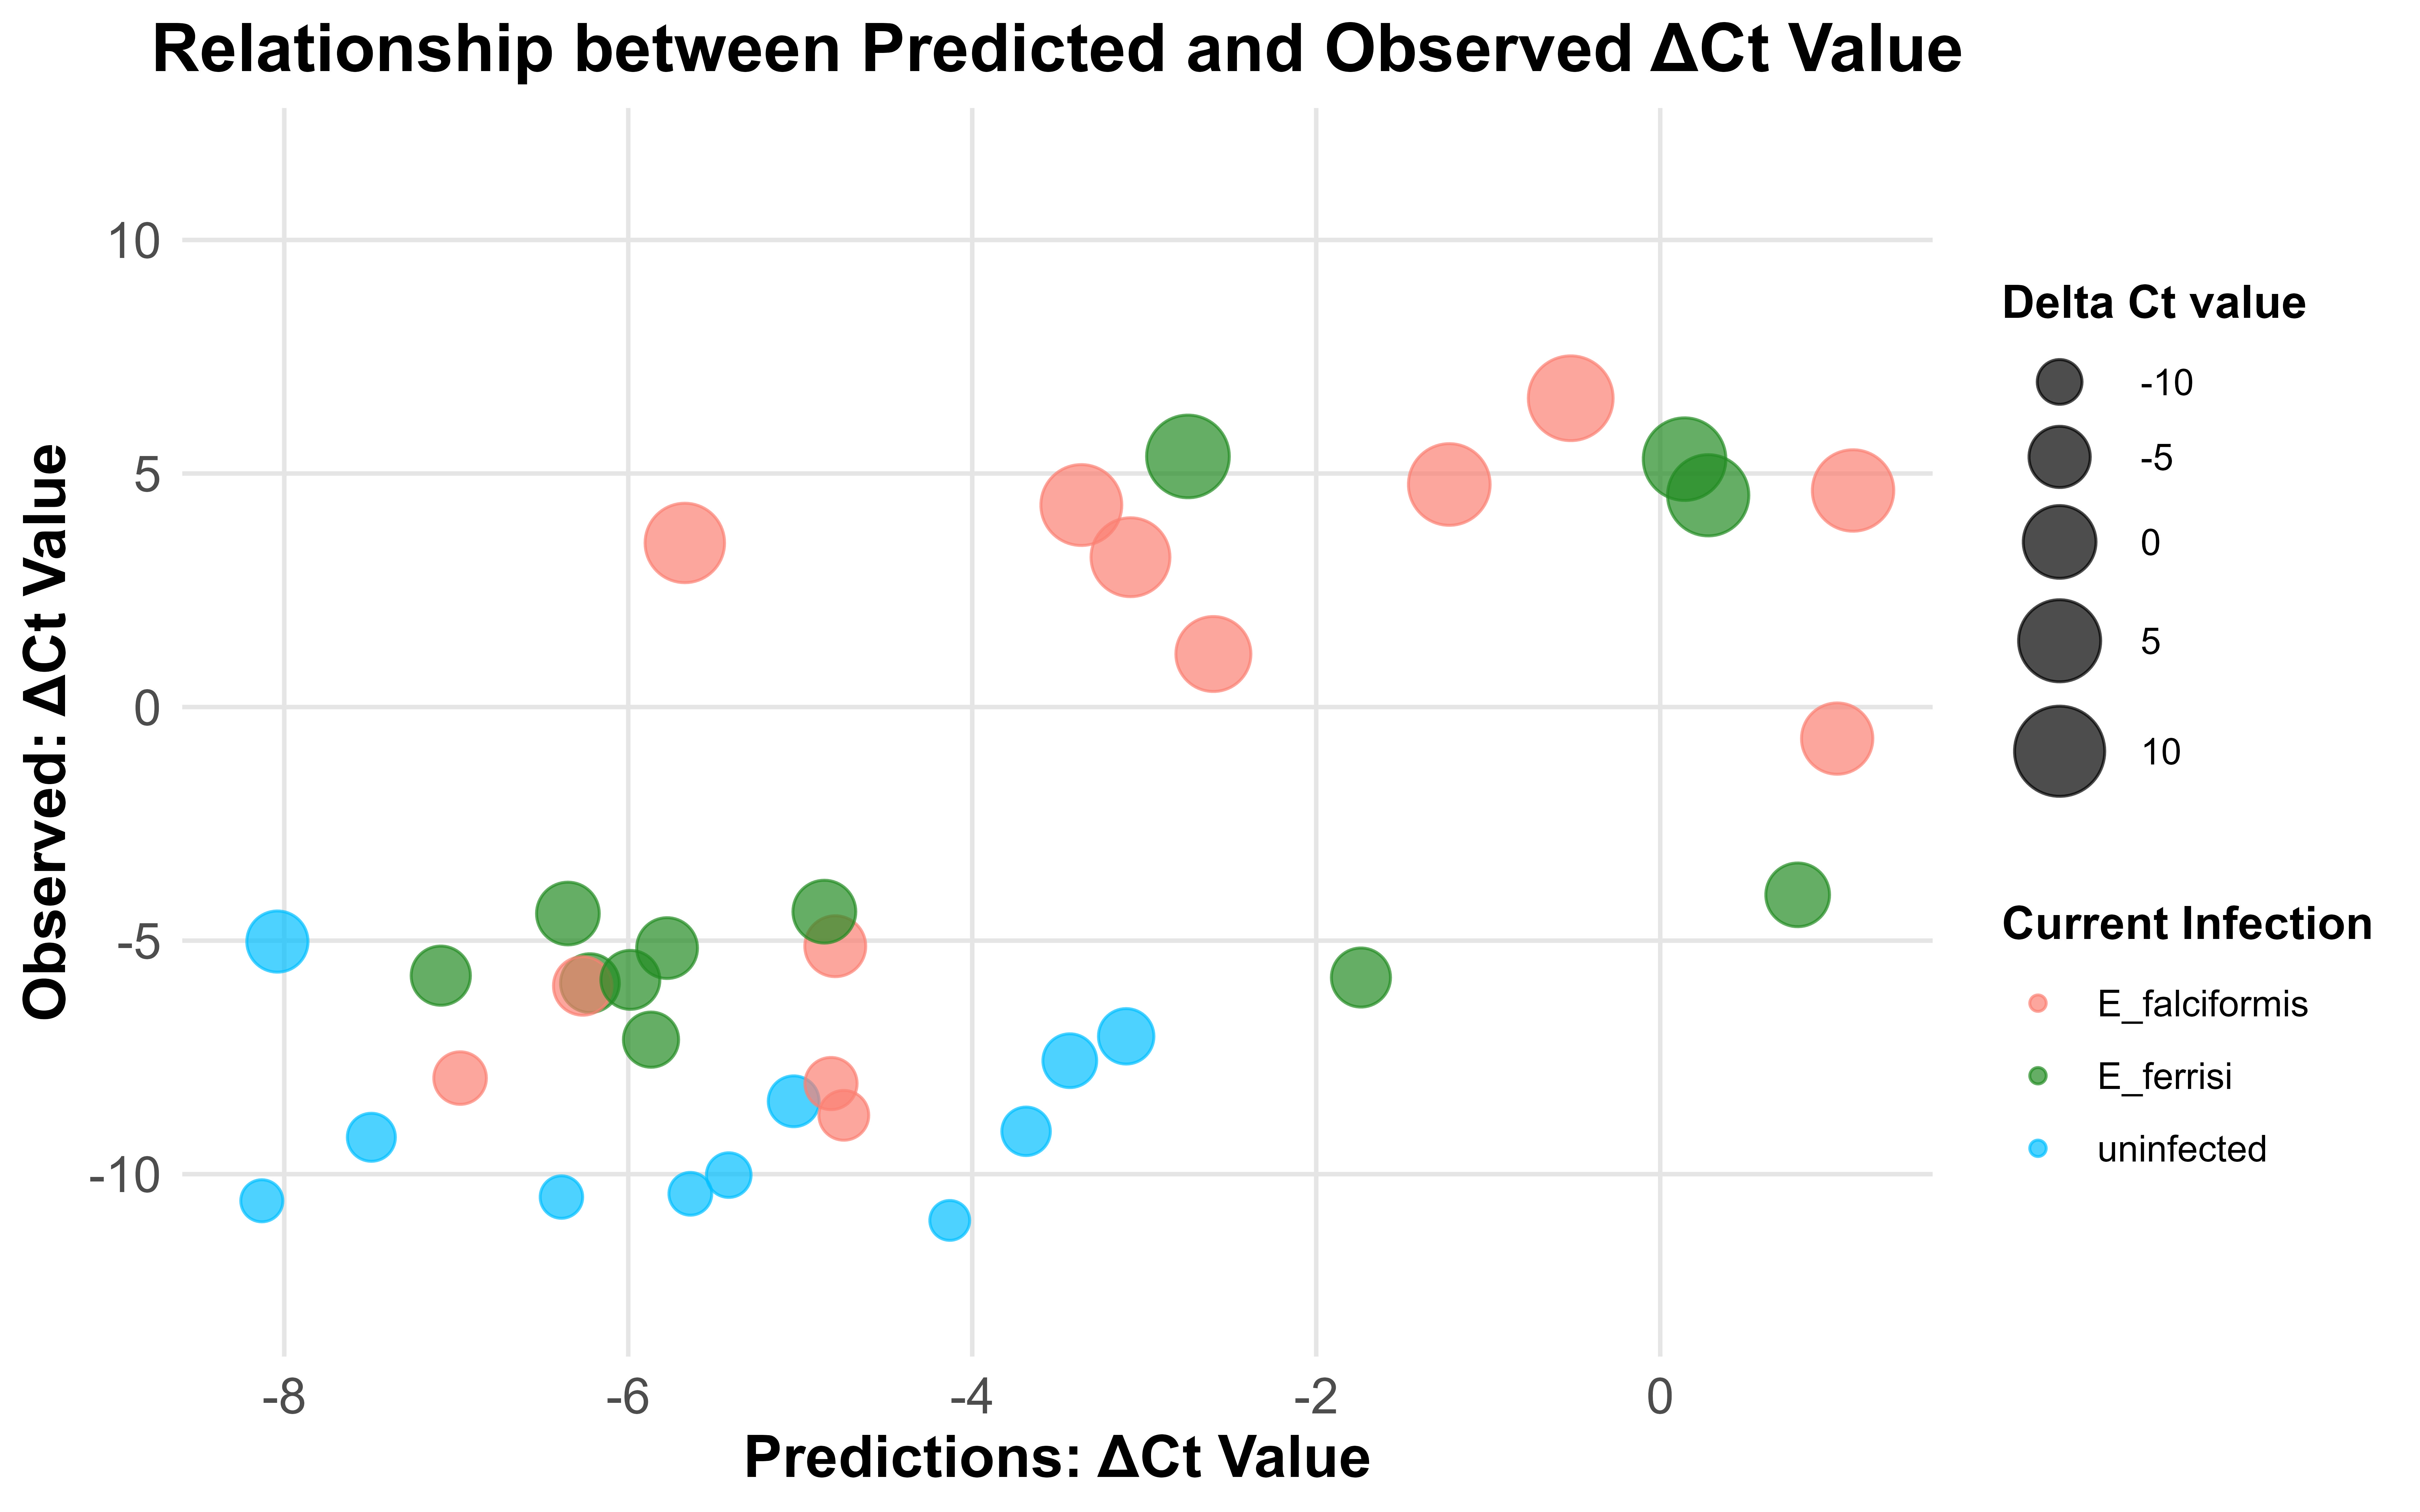 Relationship between Predicted and Observed ΔCt Value
Observed: ΔCt Value
10
5
0
-5
-10
-8
-6
-4
-2
0
Predictions: ΔCt Value
Delta Ct value
-10
-5
0
5
10
Current Infection
E_falciformis
E_ferrisi
uninfected